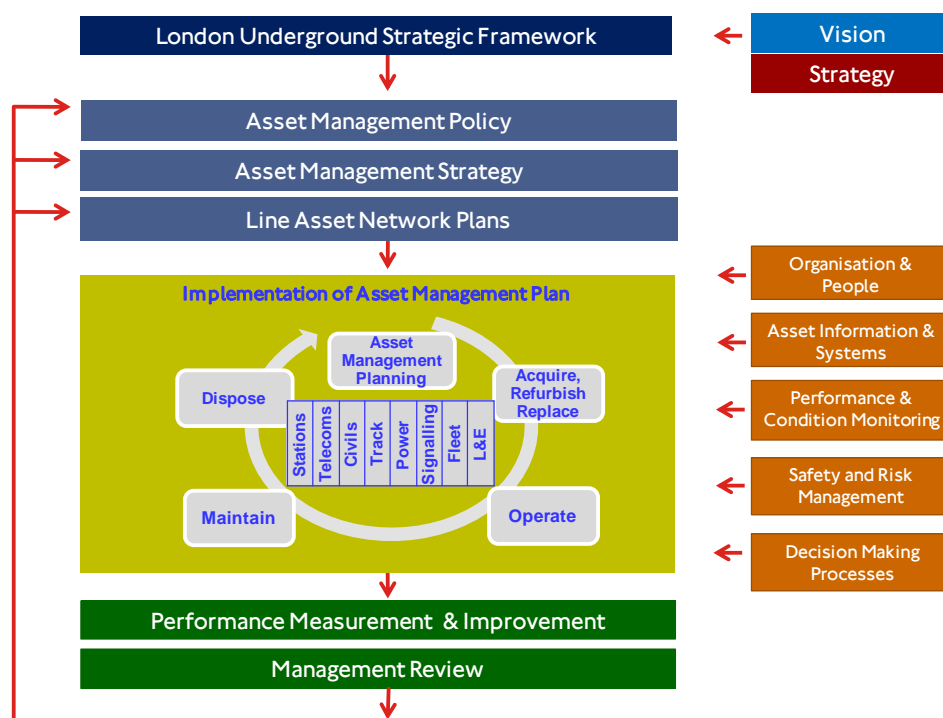 London Underground Strategic Framework
Vision
Strategy
Asset Management Policy
Asset Management Strategy
Line Asset Network Plans
Implementation of Asset Management Plan
Asset
Management
Planning
Acquire,
Refurbish
Replace
Dispose
Stations
Telecoms
Civils
Track
Power
Signalling
Fleet
L&E
Maintain
Operate
Organisation &
People
Asset Information &
Systems
Performance &
Condition Monitoring
Safety and Risk
Management
Decision Making
Processes
Performance Measurement & Improvement
Management Review